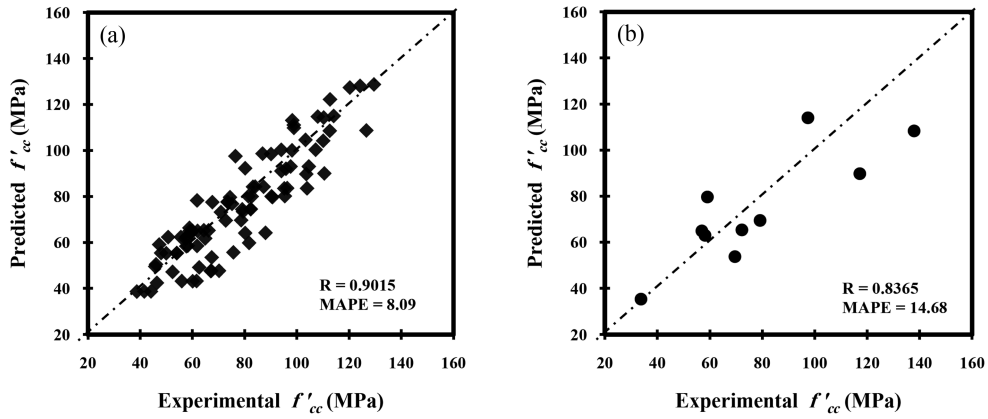 (a)
Predicted f'cc (MPa)
160
140
120
100
80
60
40
20
R = 0.9015
MAPE = 8.09
20 40 60 80 100 120 140 160
Experimental f'cc (MPa)
(b)
Predicted f'cc (MPa)
160
140
120
100
80
60
40
20
R = 0.8365
MAPE = 14.68
20 40 60 80 100 120 140 160
Experimental f'cc (MPa)